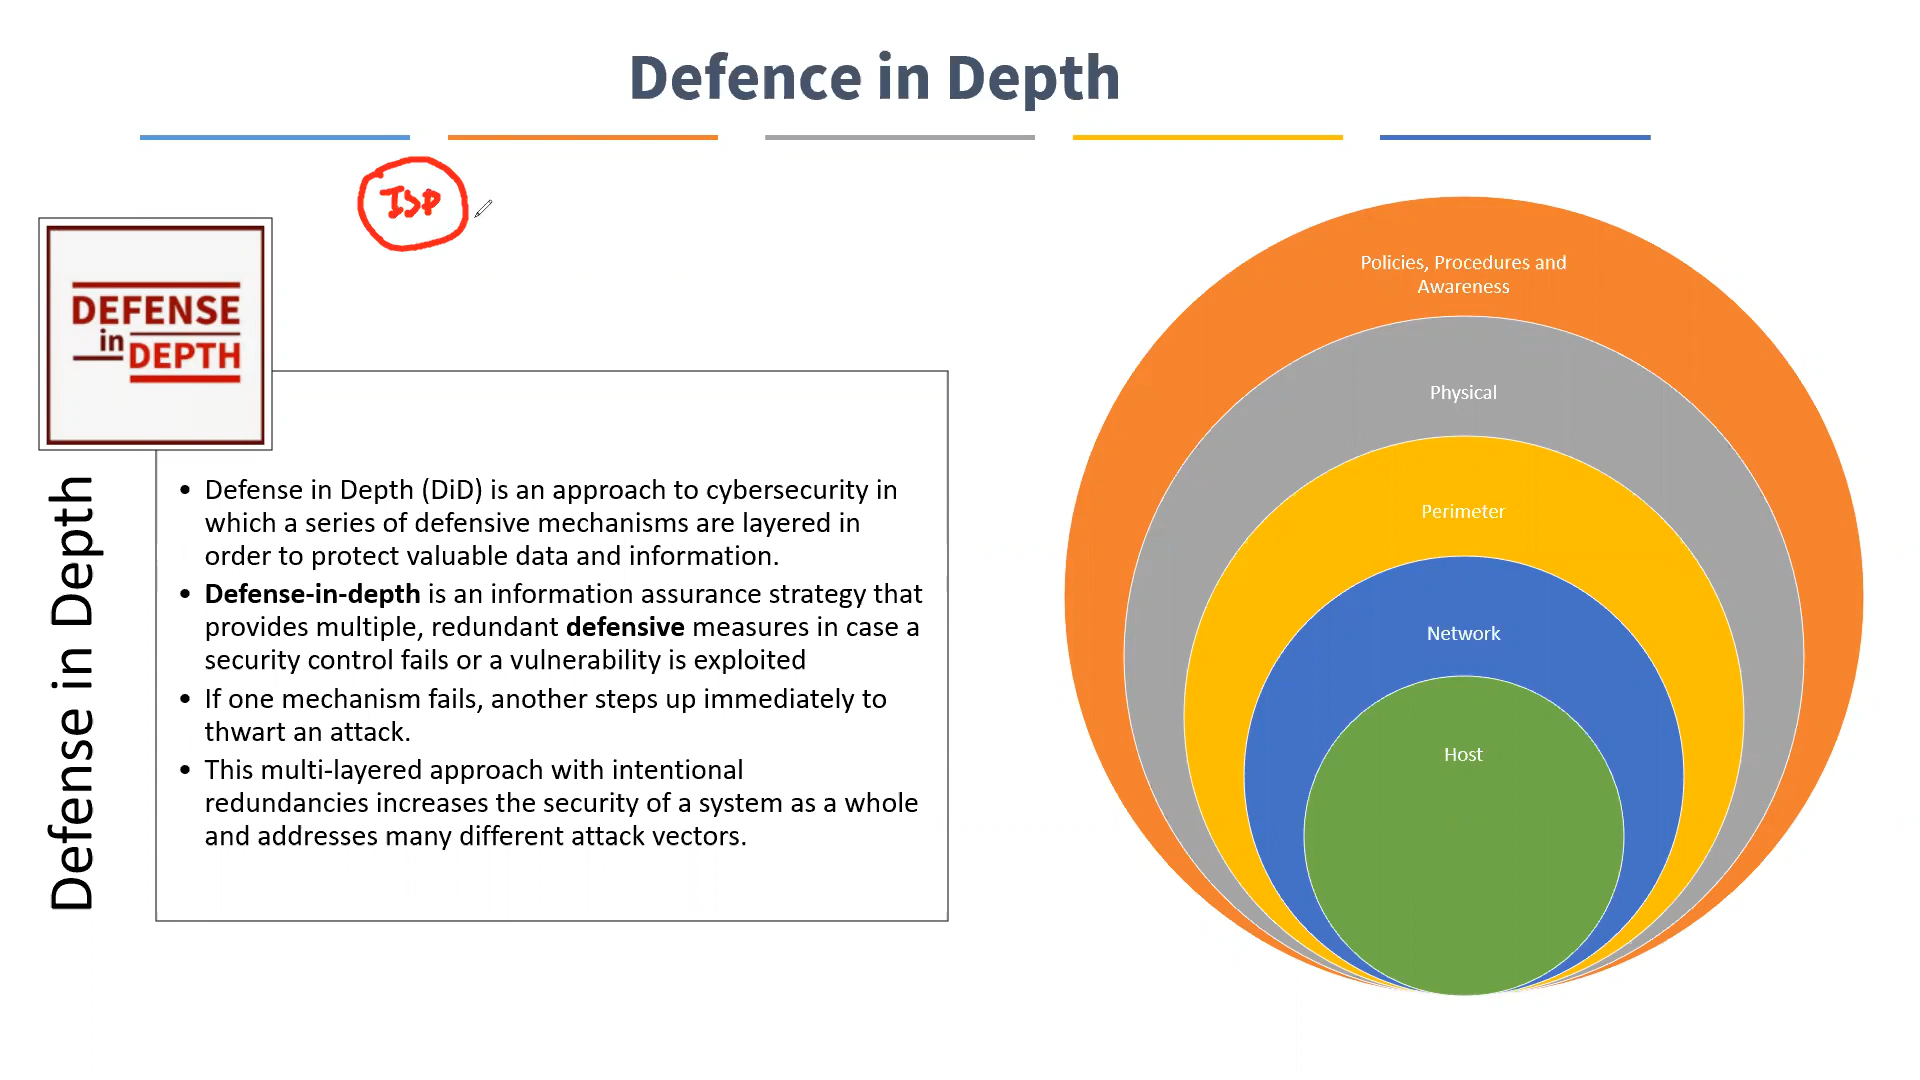 Defence in Depth
ISP
DEFENSE
in
DEPTH
Defense in Depth
• Defense in Depth (DiD) is an approach to cybersecurity in
which a series of defensive mechanisms are layered in
order to protect valuable data and information.
• Defense-in-depth is an information assurance strategy that
provides multiple, redundant defensive measures in case a
security control fails or a vulnerability is exploited
• If one mechanism fails, another steps up immediately to
thwart an attack.
• This multi-layered approach with intentional
redundancies increases the security of a system as a whole
and addresses many different attack vectors.
Policies, Procedures and
Awareness
Physical
Perimeter
Network
Host